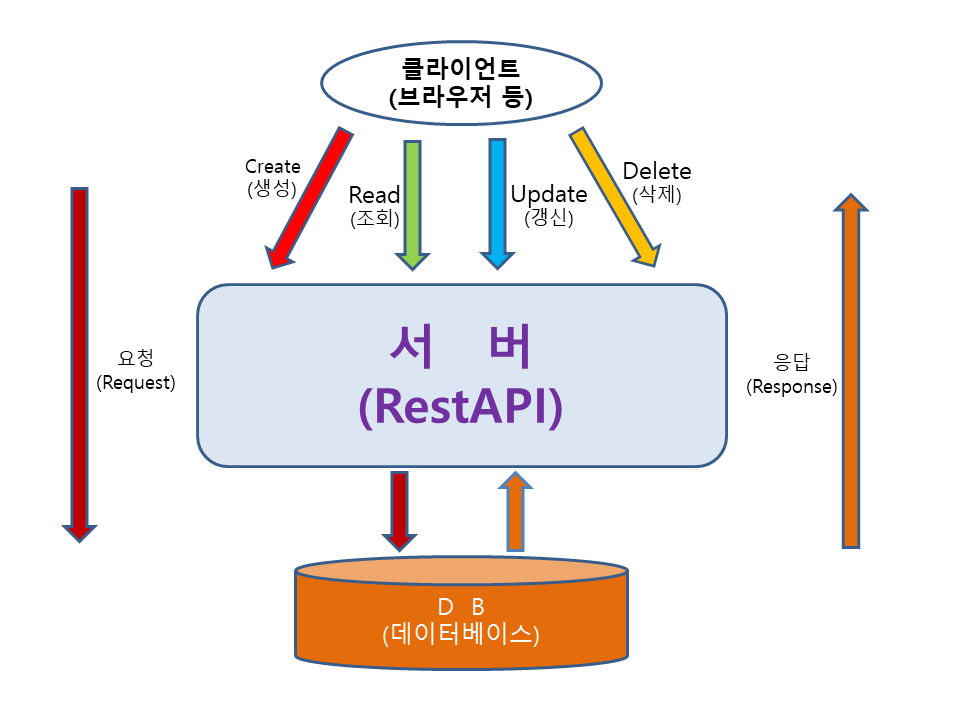 클라이언트
(브라우저 등)
Create
(생성)
Read
(조회)
Update
(갱신)
Delete
(삭제)
요청
(Request)
서 버
(RestAPI)
응답
(Response)
D B
(데이터베이스)